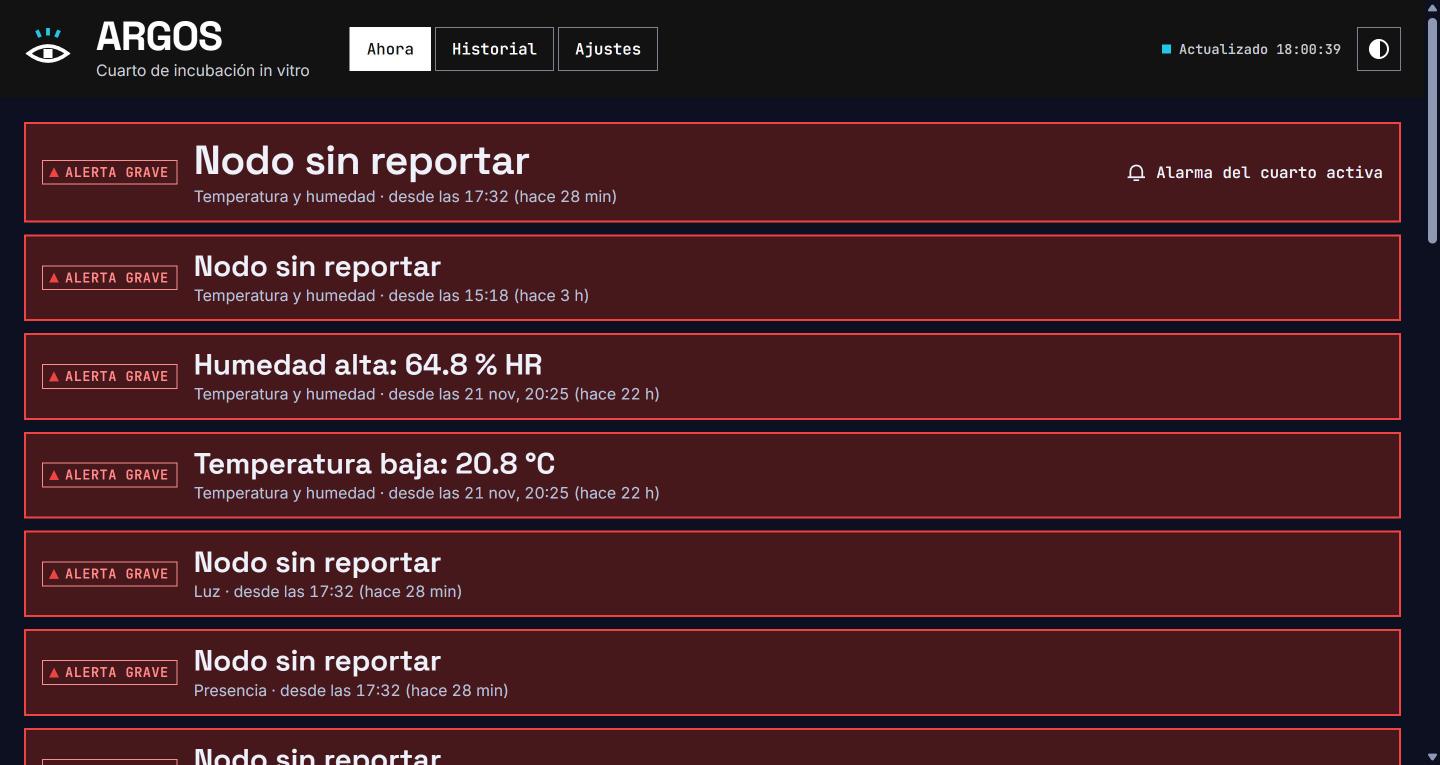 ARGOS
Cuarto de incubación in vitro
Ahora
Historial
Ajustes
Actualizado 18:00:39
ALERTA GRAVE
Nodo sin reportar
Temperatura y humedad · desde las 17:32 (hace 28 min)
Alarma del cuarto activa
ALERTA GRAVE
Nodo sin reportar
Temperatura y humedad · desde las 15:18 (hace 3 h)
ALERTA GRAVE
Humedad alta: 64.8 % HR
Temperatura y humedad · desde las 21 nov, 20:25 (hace 22 h)
ALERTA GRAVE
Temperatura baja: 20.8 °C
Temperatura y humedad · desde las 21 nov, 20:25 (hace 22 h)
ALERTA GRAVE
Nodo sin reportar
Luz · desde las 17:32 (hace 28 min)
ALERTA GRAVE
Nodo sin reportar
Presencia · desde las 17:32 (hace 28 min)
Nodo sin reportar